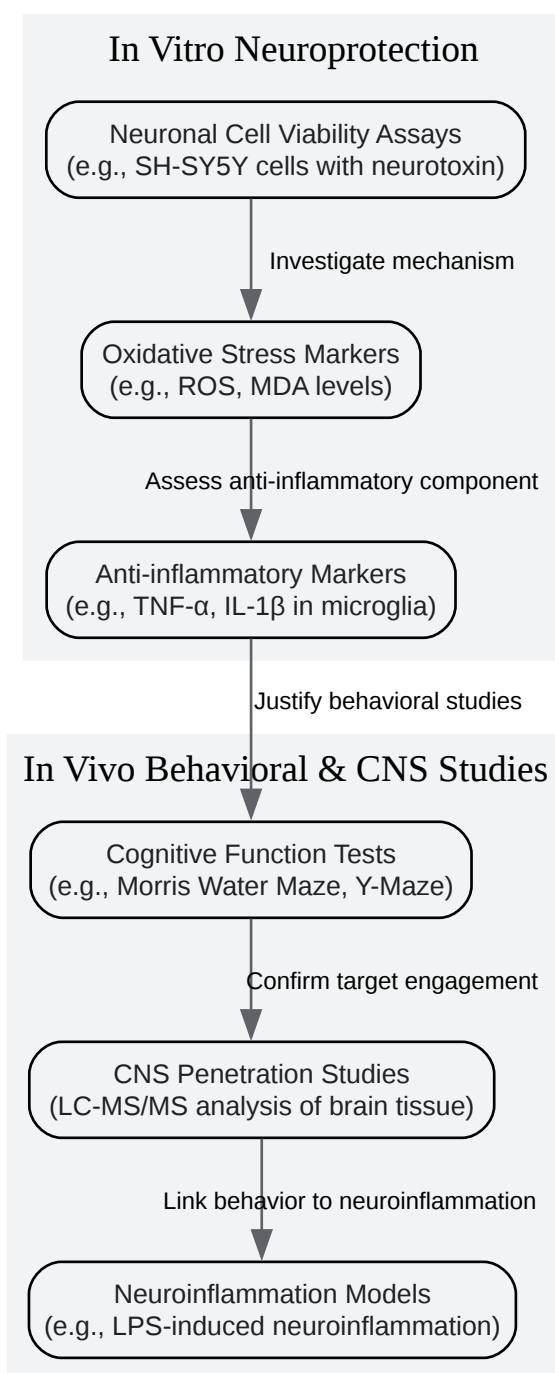 In Vitro Neuroprotection
Neuronal Cell Viability Assays
(e.g., SH-SY5Y cells with neurotoxin)
Investigate mechanism
Oxidative Stress Markers
(e.g., ROS, MDA levels)
Assess anti-inflammatory component
Anti-inflammatory Markers
(e.g., TNF-α, IL-1β in microglia)
Justify behavioral studies
In Vivo Behavioral & CNS Studies
Cognitive Function Tests
(e.g., Morris Water Maze, Y-Maze)
Confirm target engagement
CNS Penetration Studies
(LC-MS/MS analysis of brain tissue)
Link behavior to neuroinflammation
Neuroinflammation Models
(e.g., LPS-induced neuroinflammation)